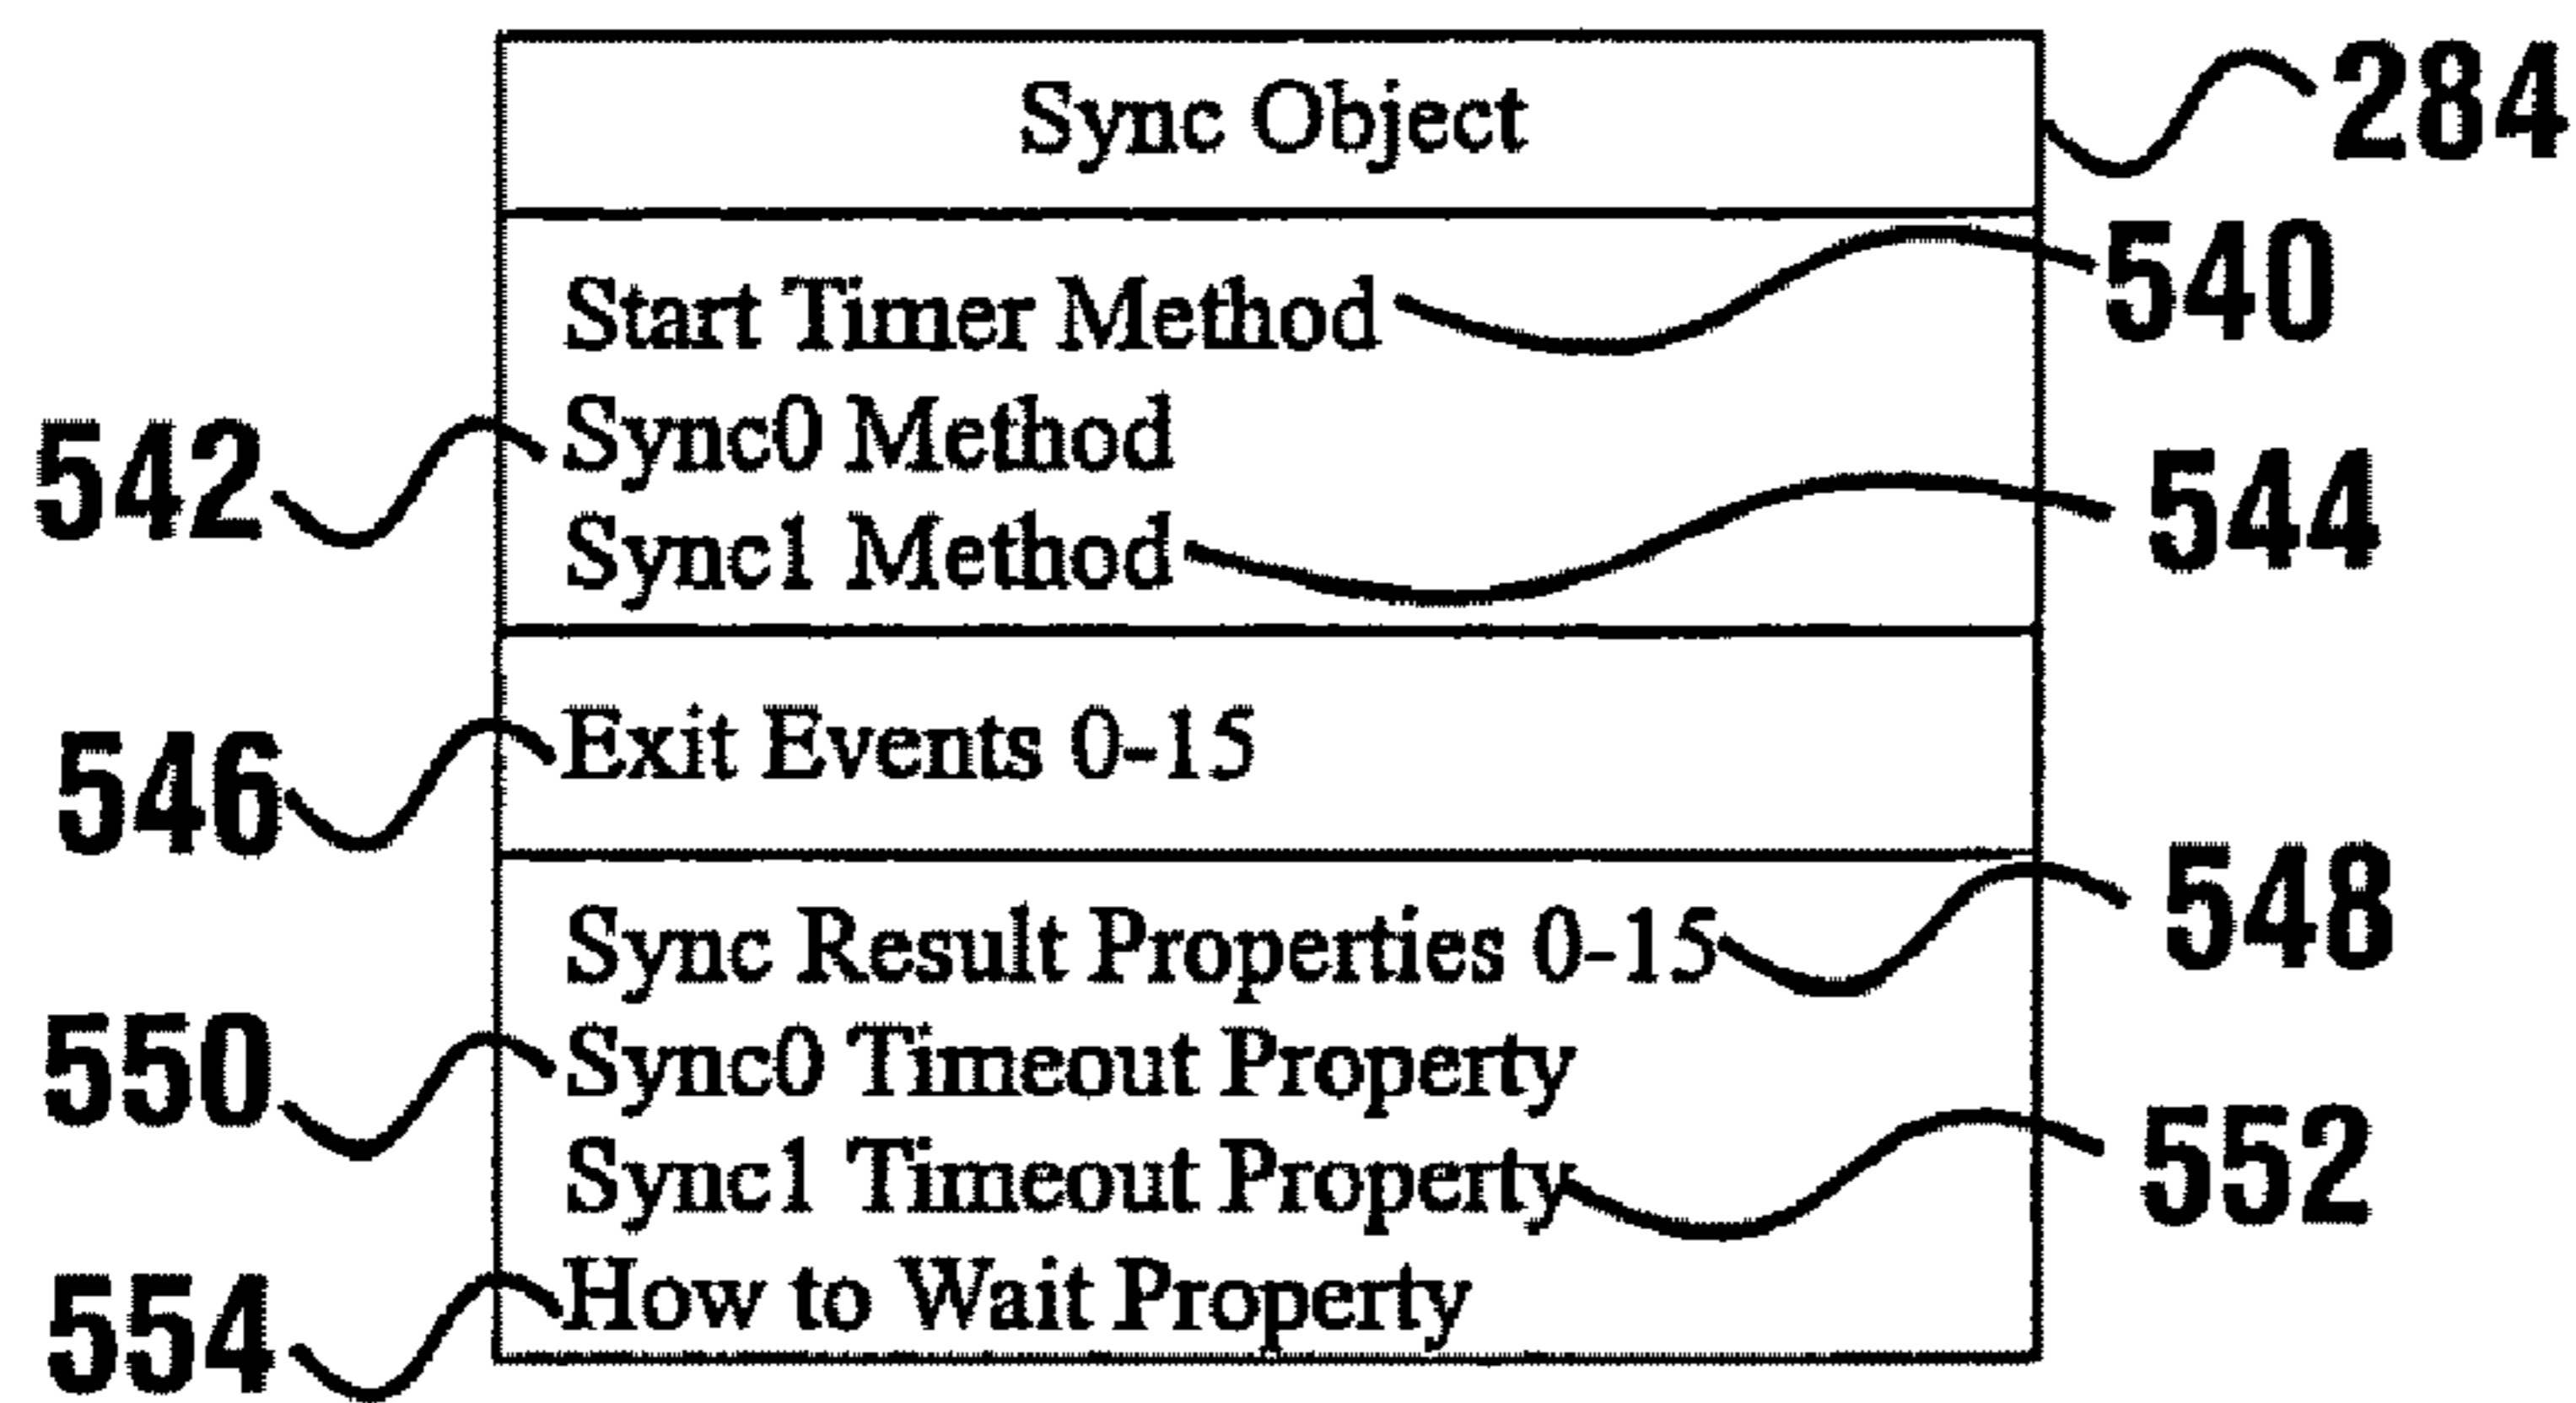 Sync Object 284
Start Timer Method 540
542 Sync0 Method
Sync1 Method 544
546 Exit Events 0-15
Sync Result Properties 0-15 548
550 Sync0 Timeout Property
Sync1 Timeout Property 552
554 How to Wait Property